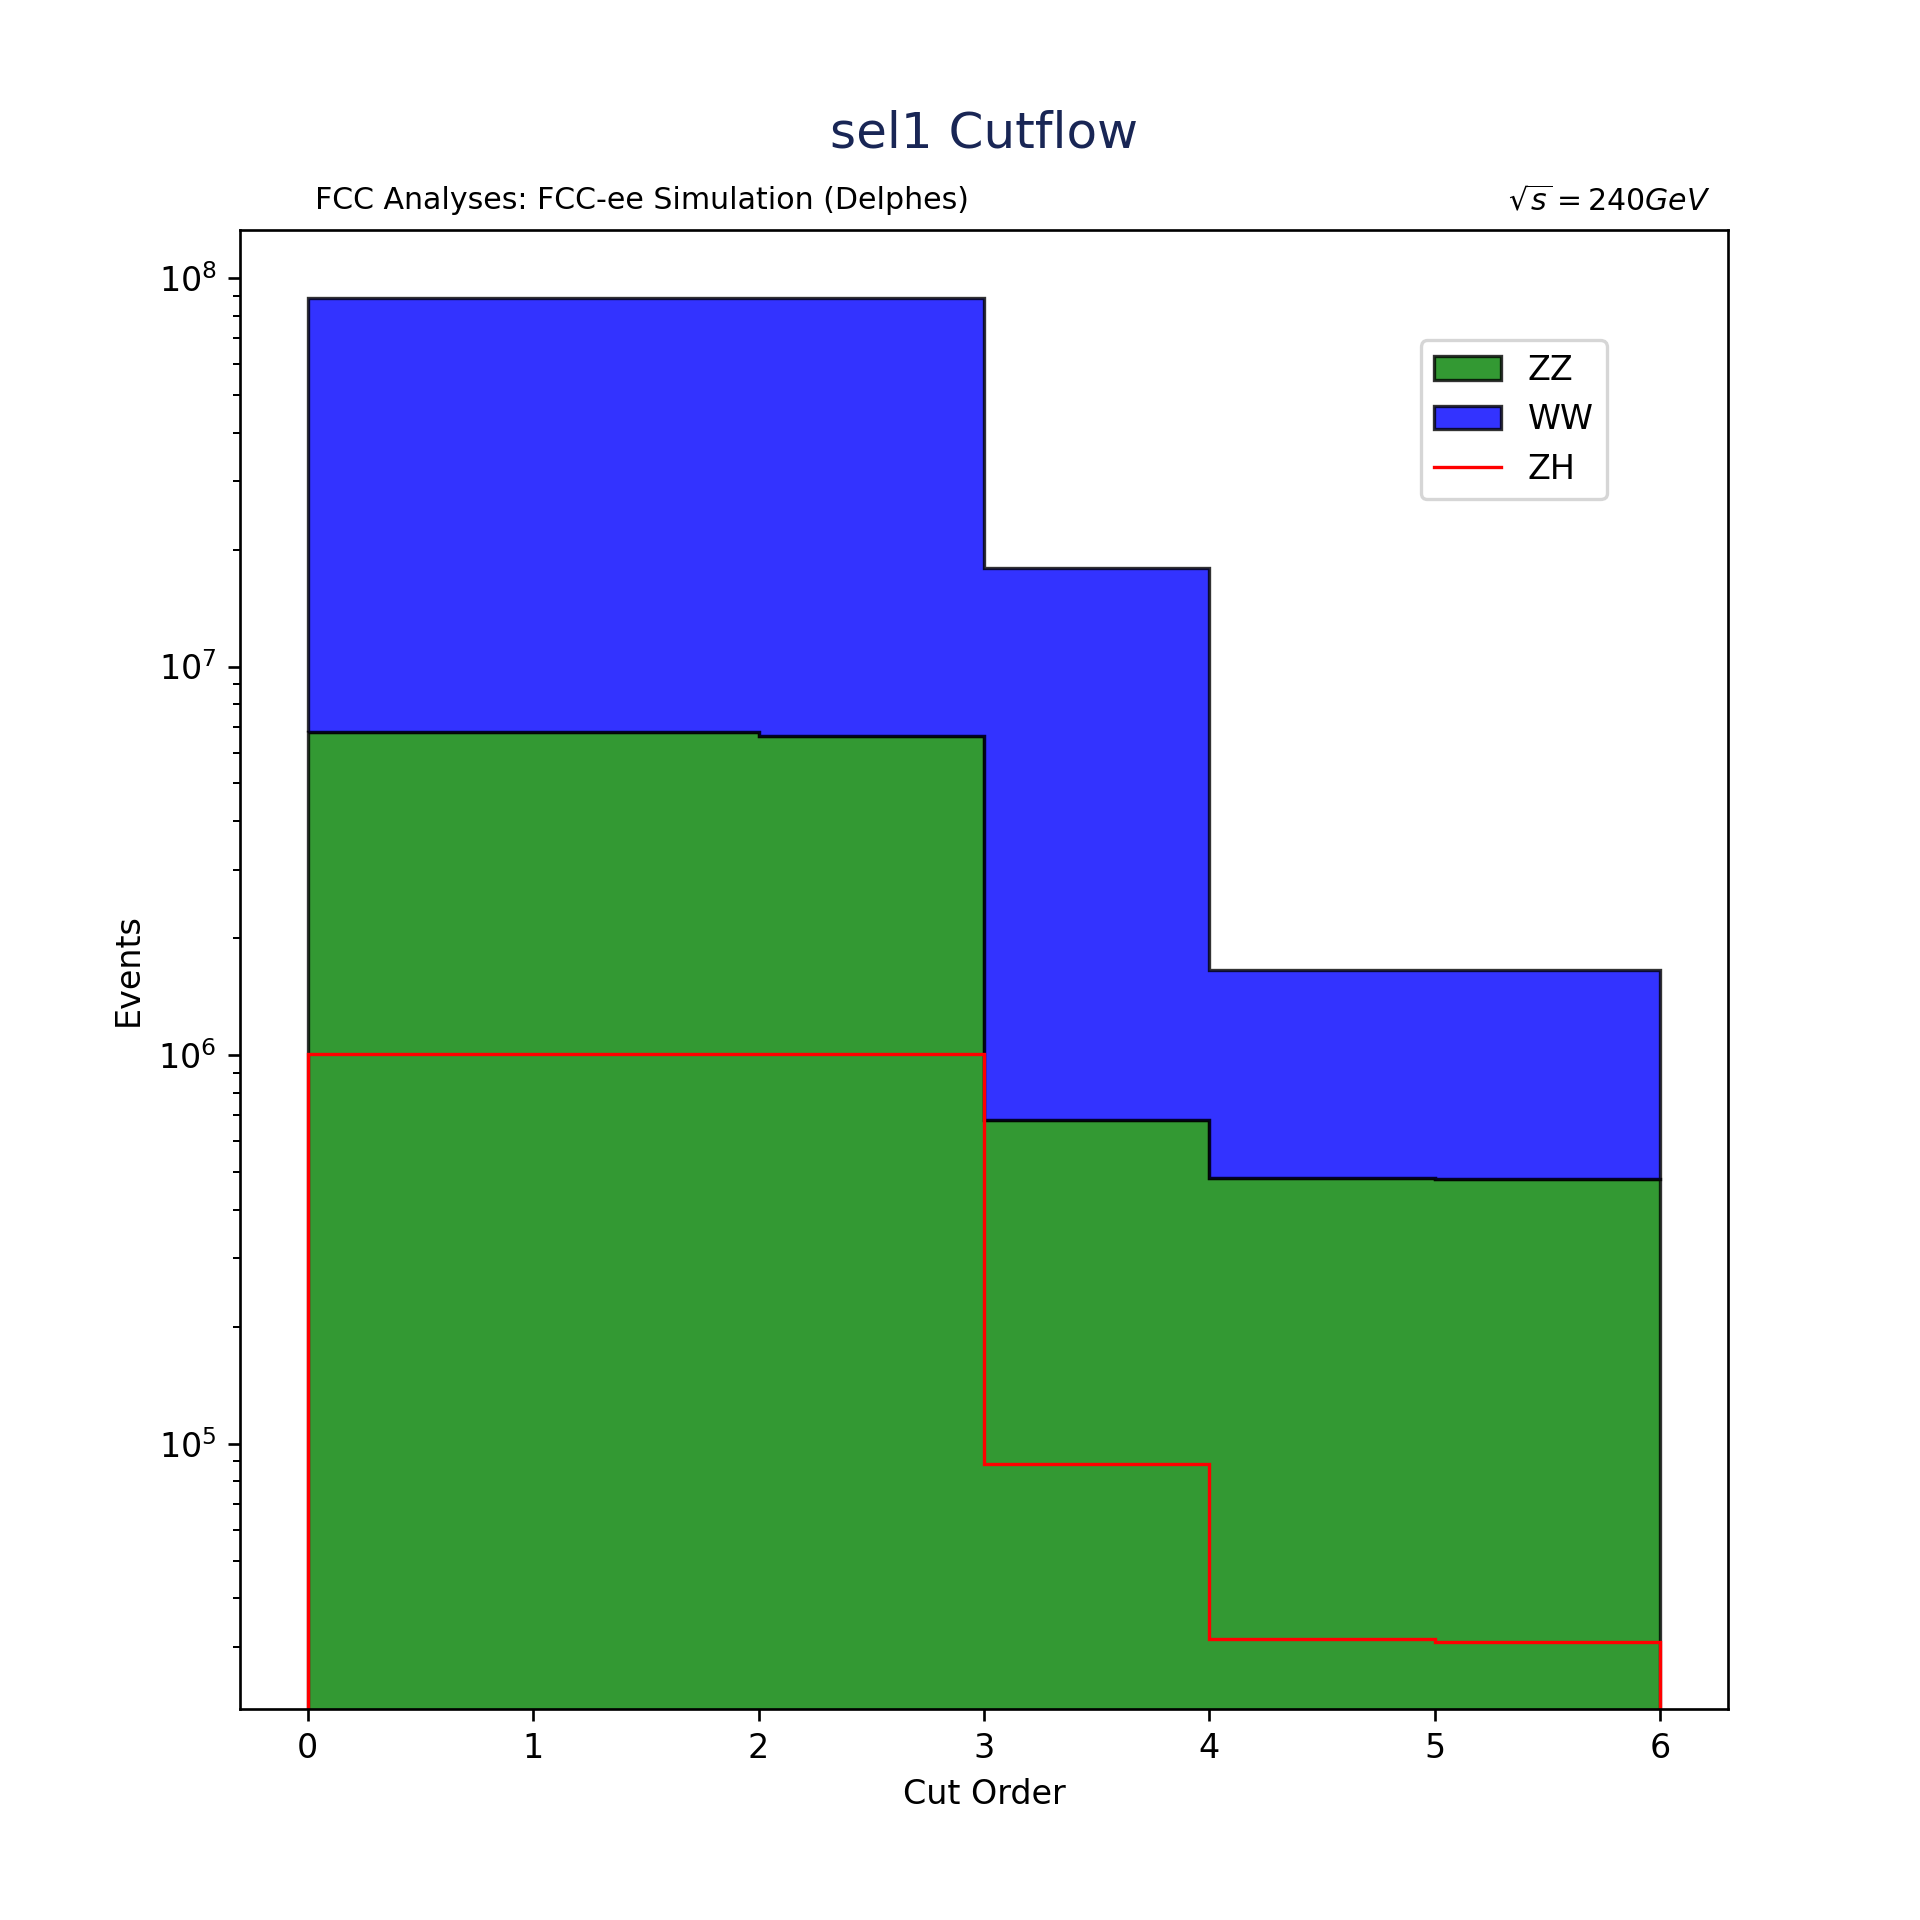 sel1 Cutflow
FCC Analyses: FCC-ee Simulation (Delphes) √s = 240GeV
10⁸
ZZ
WW
ZH
10⁷
10⁶
10⁵
Events
0 1 2 3 4 5 6
Cut Order